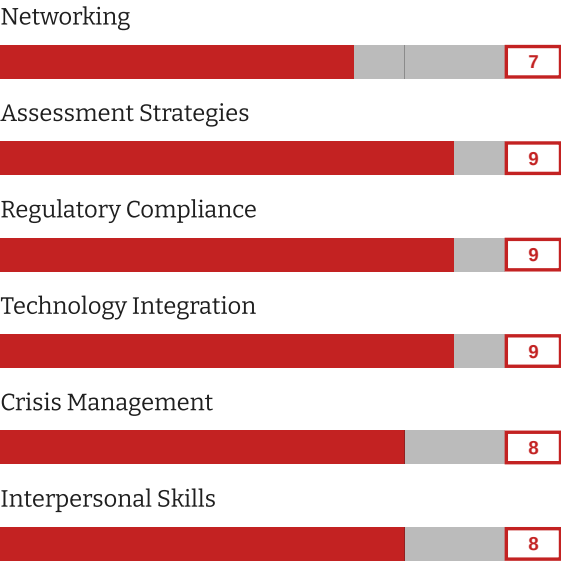 Networking
7
Assessment Strategies
9
Regulatory Compliance
9
Technology Integration
9
Crisis Management
8
Interpersonal Skills
8